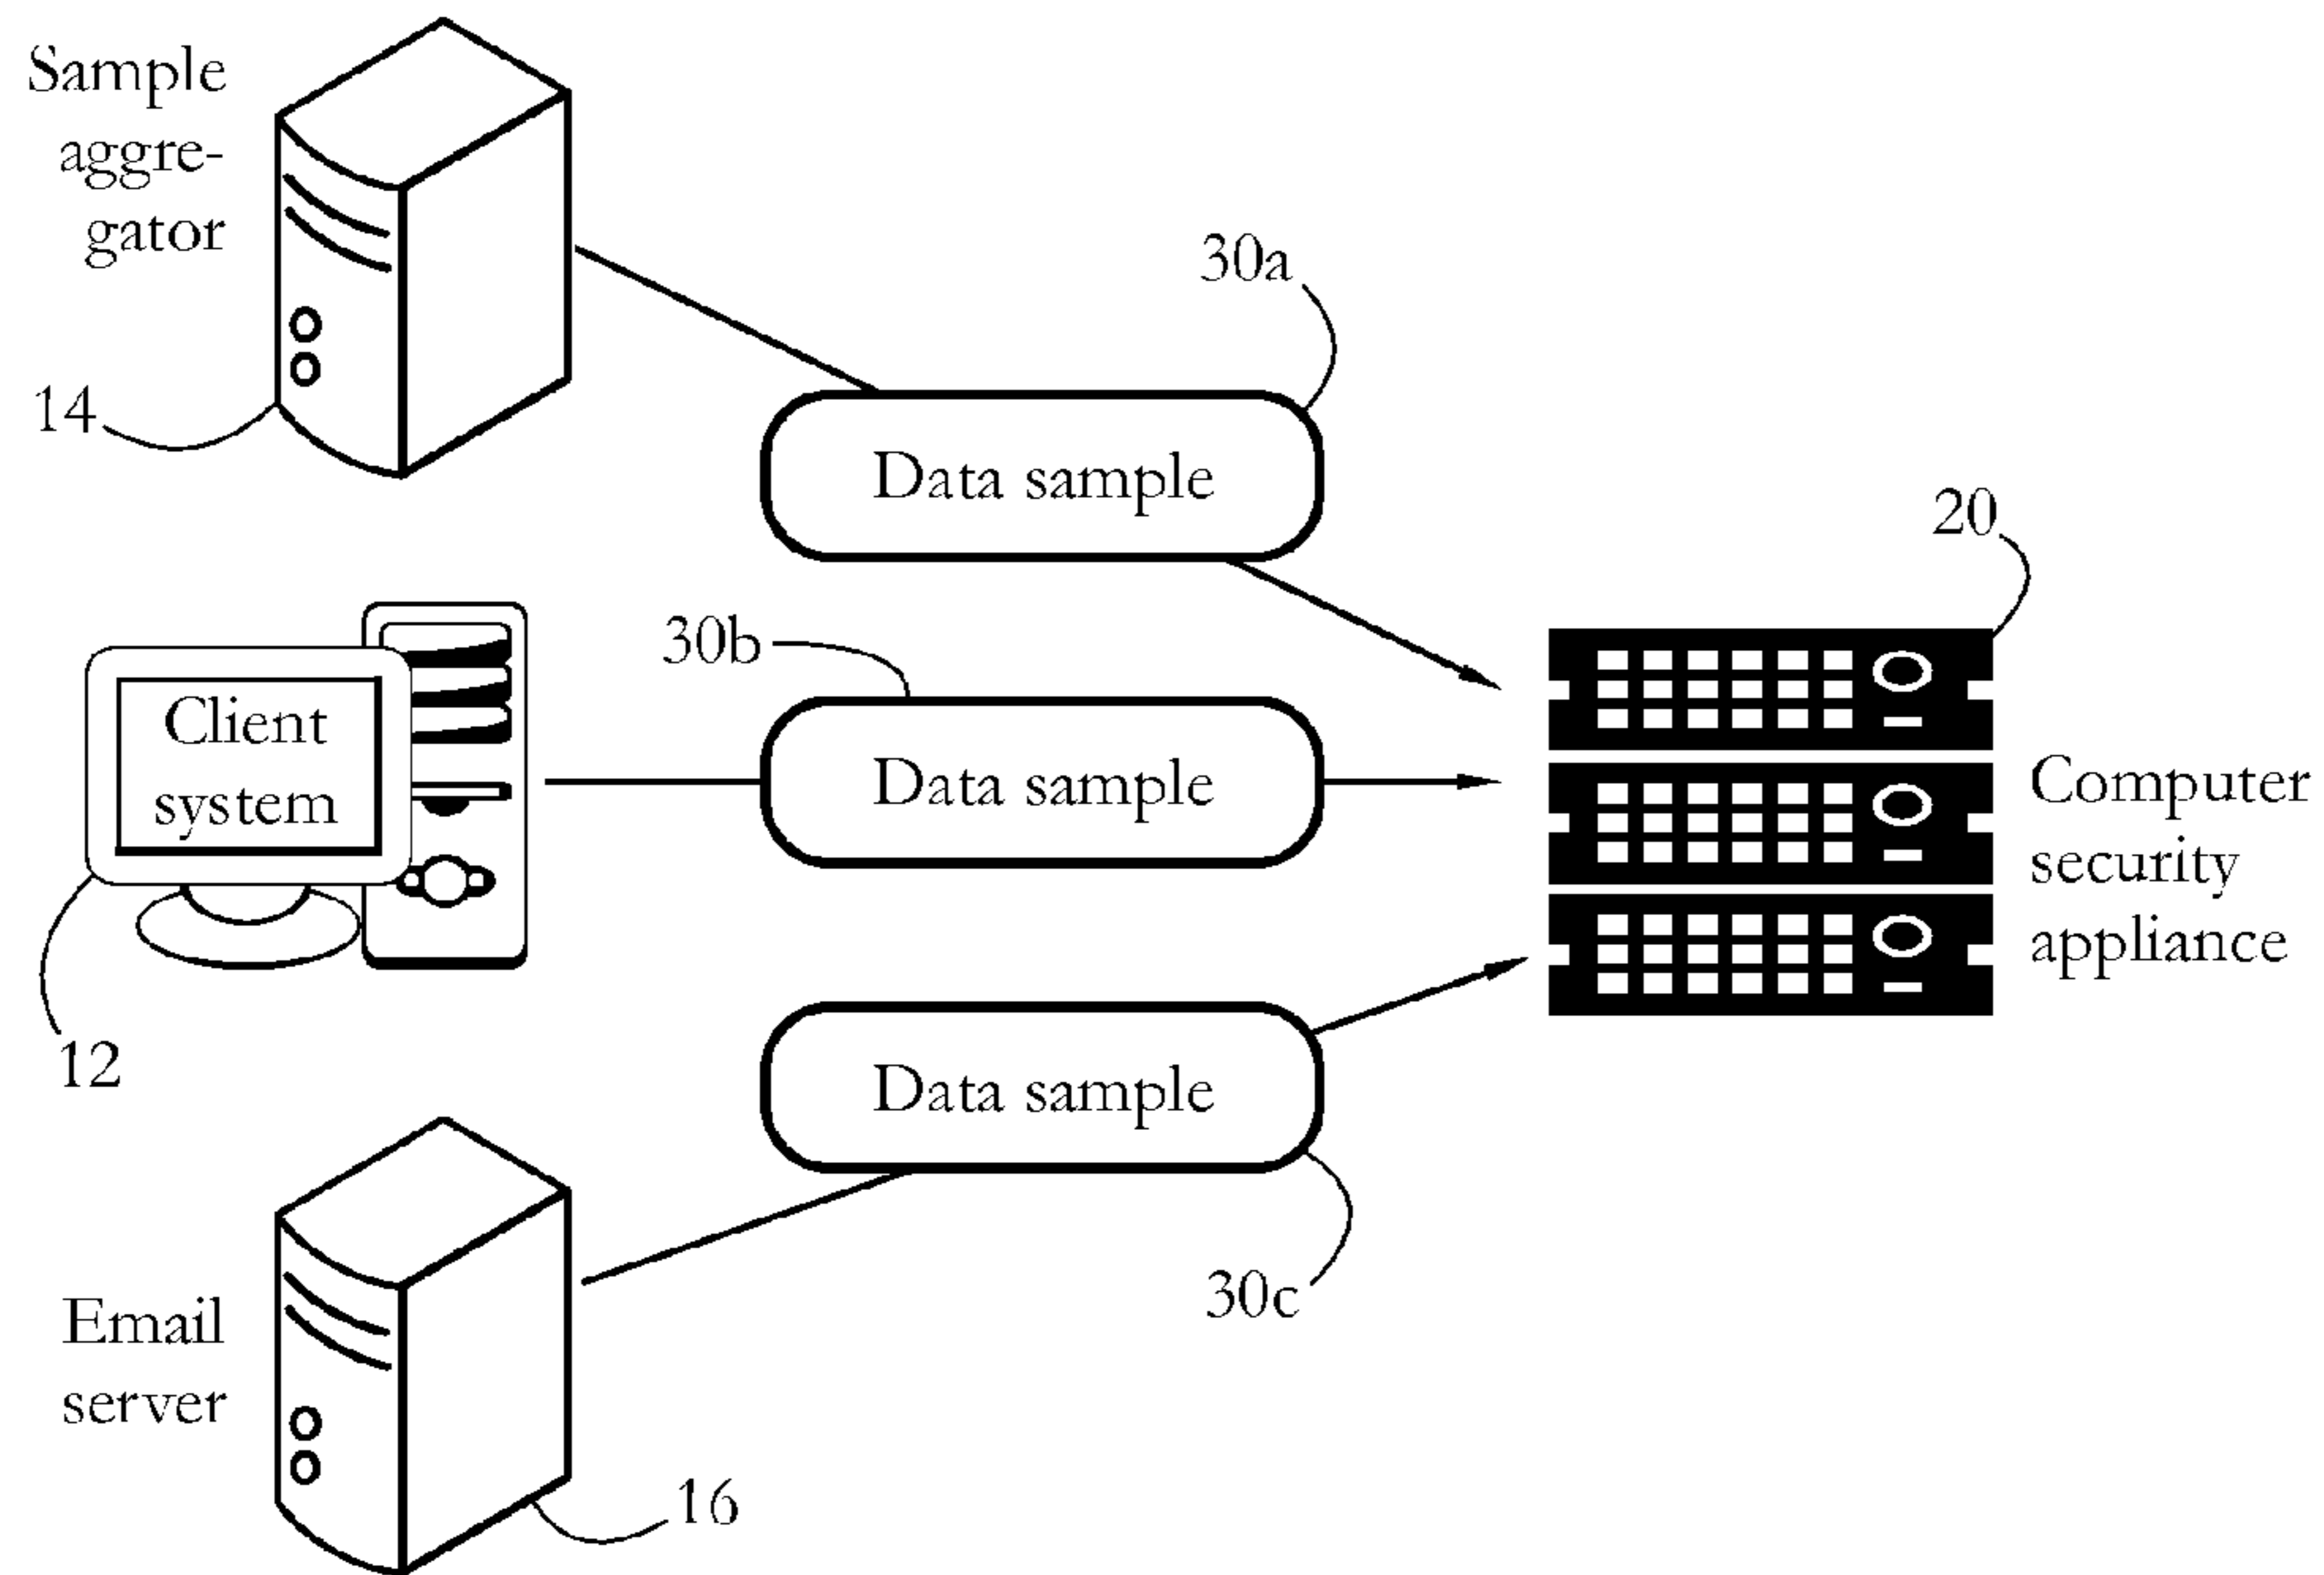 Sample
aggre-
gator
14
30a
Data sample
20
30b
Client
system
Data sample
Computer
security
appliance
12
Data sample
30c
Email
server
16